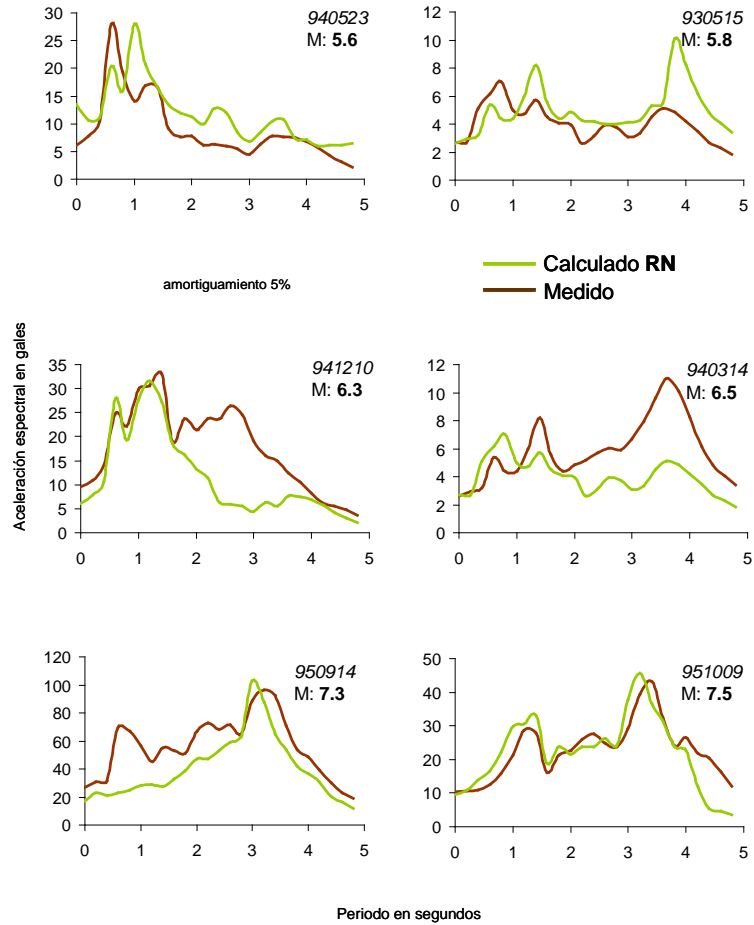 940523
M: 5.6
30
25
20
15
10
5
0
0 1 2 3 4 5
930515
M: 5.8
12
10
8
6
4
2
0
0 1 2 3 4 5
amortiguamiento 5%
Calculado RN
Medido
Aceleración espectral en gales
941210
M: 6.3
35
30
25
20
15
10
5
0
0 1 2 3 4 5
940314
M: 6.5
12
10
8
6
4
2
0
0 1 2 3 4 5
950914
M: 7.3
120
100
80
60
40
20
0
0 1 2 3 4 5
951009
M: 7.5
50
40
30
20
10
0
0 1 2 3 4 5
Periodo en segundos